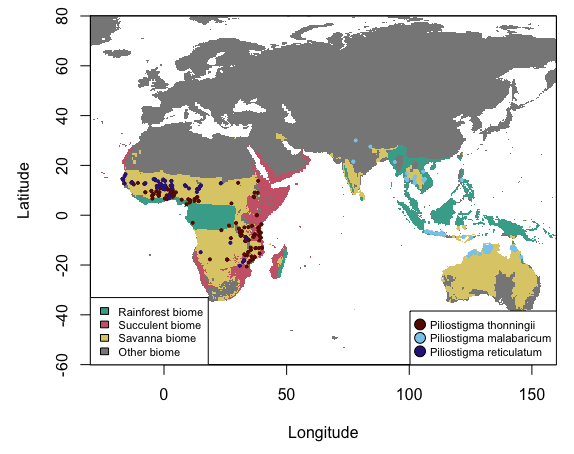 80
60
40
20
0
-20
-40
-60
Latitude
Rainforest biome
Succulent biome
Savanna biome
Other biome
Piliostigma thonningii
Piliostigma malabaricum
Piliostigma reticulatum
0 50 100 150
Longitude